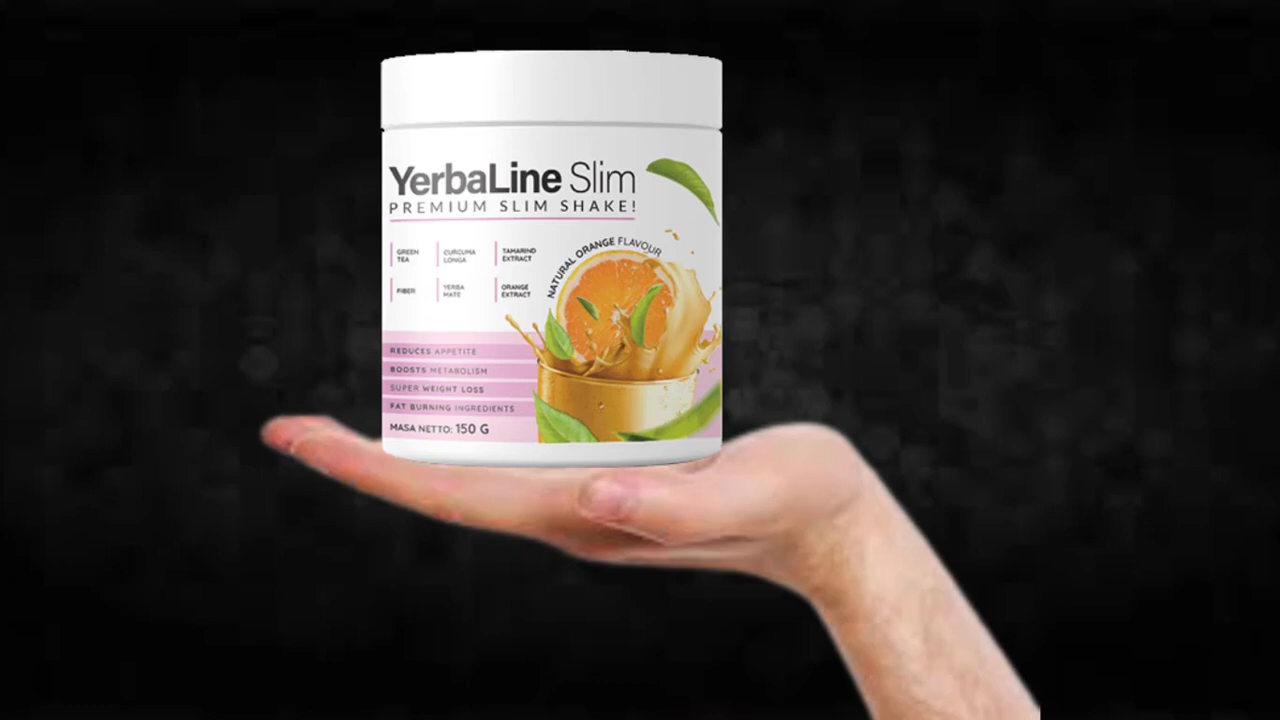 YerbaLine Slim
PREMIUM SLIM SHAKE!
NATURAL ORANGE FLAVOUR
GREEN TEA
CURCUMA LONGA
TAMARIND EXTRACT
FIBER
YERBA MATE
ORANGE EXTRACT
REDUCES APPETITE
BOOSTS METABOLISM
SUPER WEIGHT LOSS
FAT BURNING INGREDIENTS
MASA NETTO: 150 G